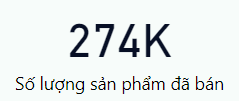 274K
Số lượng sản phẩm đã bán